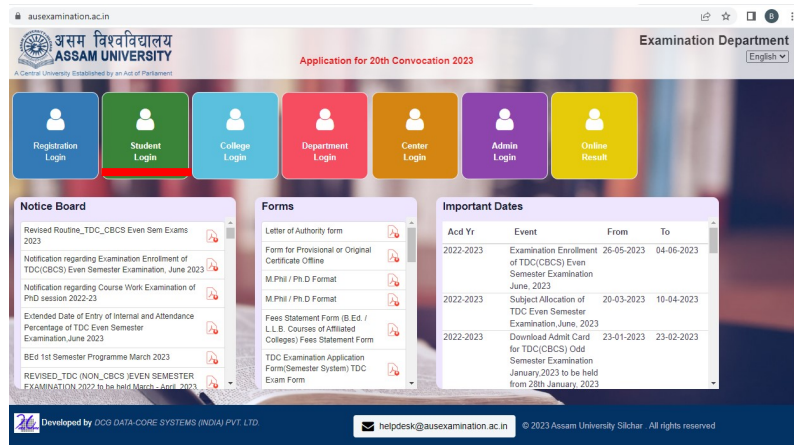 ausexamination.ac.in
B
असम विश्वविद्यालय
ASSAM UNIVERSITY
A Central University Established by an Act of Parliament
Application for 20th Convocation 2023
Examination Department
English
Registration
Login
Student
Login
College
Login
Department
Login
Center
Login
Admin
Login
Online
Result
Notice Board
Revised Routine_TDC_CBCS Even Sem Exams
2023
Notification regarding Examination Enrollment of
TDC(CBCS) Even Semester Examination, June 2023
Notification regarding Course Work Examination of
PhD session 2022-23
Extended Date of Entry of Internal and Attendance
Percentage of TDC Even Semester
Examination,June 2023
BEd 1st Semester Programme March 2023
REVISED_TDC (NON_CBCS )EVEN SEMESTER
EXAMINATION 2022 to be held March - April, 2023
Forms
Letter of Authority form
Form for Provisional or Original
Certificate Offline
M.Phil / Ph.D Format
M.Phil / Ph.D Format
Fees Statement Form (B.Ed. /
L.L.B. Courses of Affiliated
Colleges) Fees Statement Form
TDC Examination Application
Form(Semester System) TDC
Exam Form
Important Dates
Acd Yr Event From To
2022-2023 Examination Enrollment 26-05-2023 04-06-2023
of TDC(CBCS) Even
Semester Examination
June, 2023
2022-2023 Subject Allocation of 20-03-2023 10-04-2023
TDC Even Semester
Examination,June, 2023
2022-2023 Download Admit Card 23-01-2023 23-02-2023
for TDC(CBCS) Odd
Semester Examination
January,2023 to be held
from 28th January, 2023
Developed by DCG DATA-CORE SYSTEMS (INDIA) PVT. LTD.
helpdesk@ausexamination.ac.in
© 2023 Assam University Silchar . All rights reserved